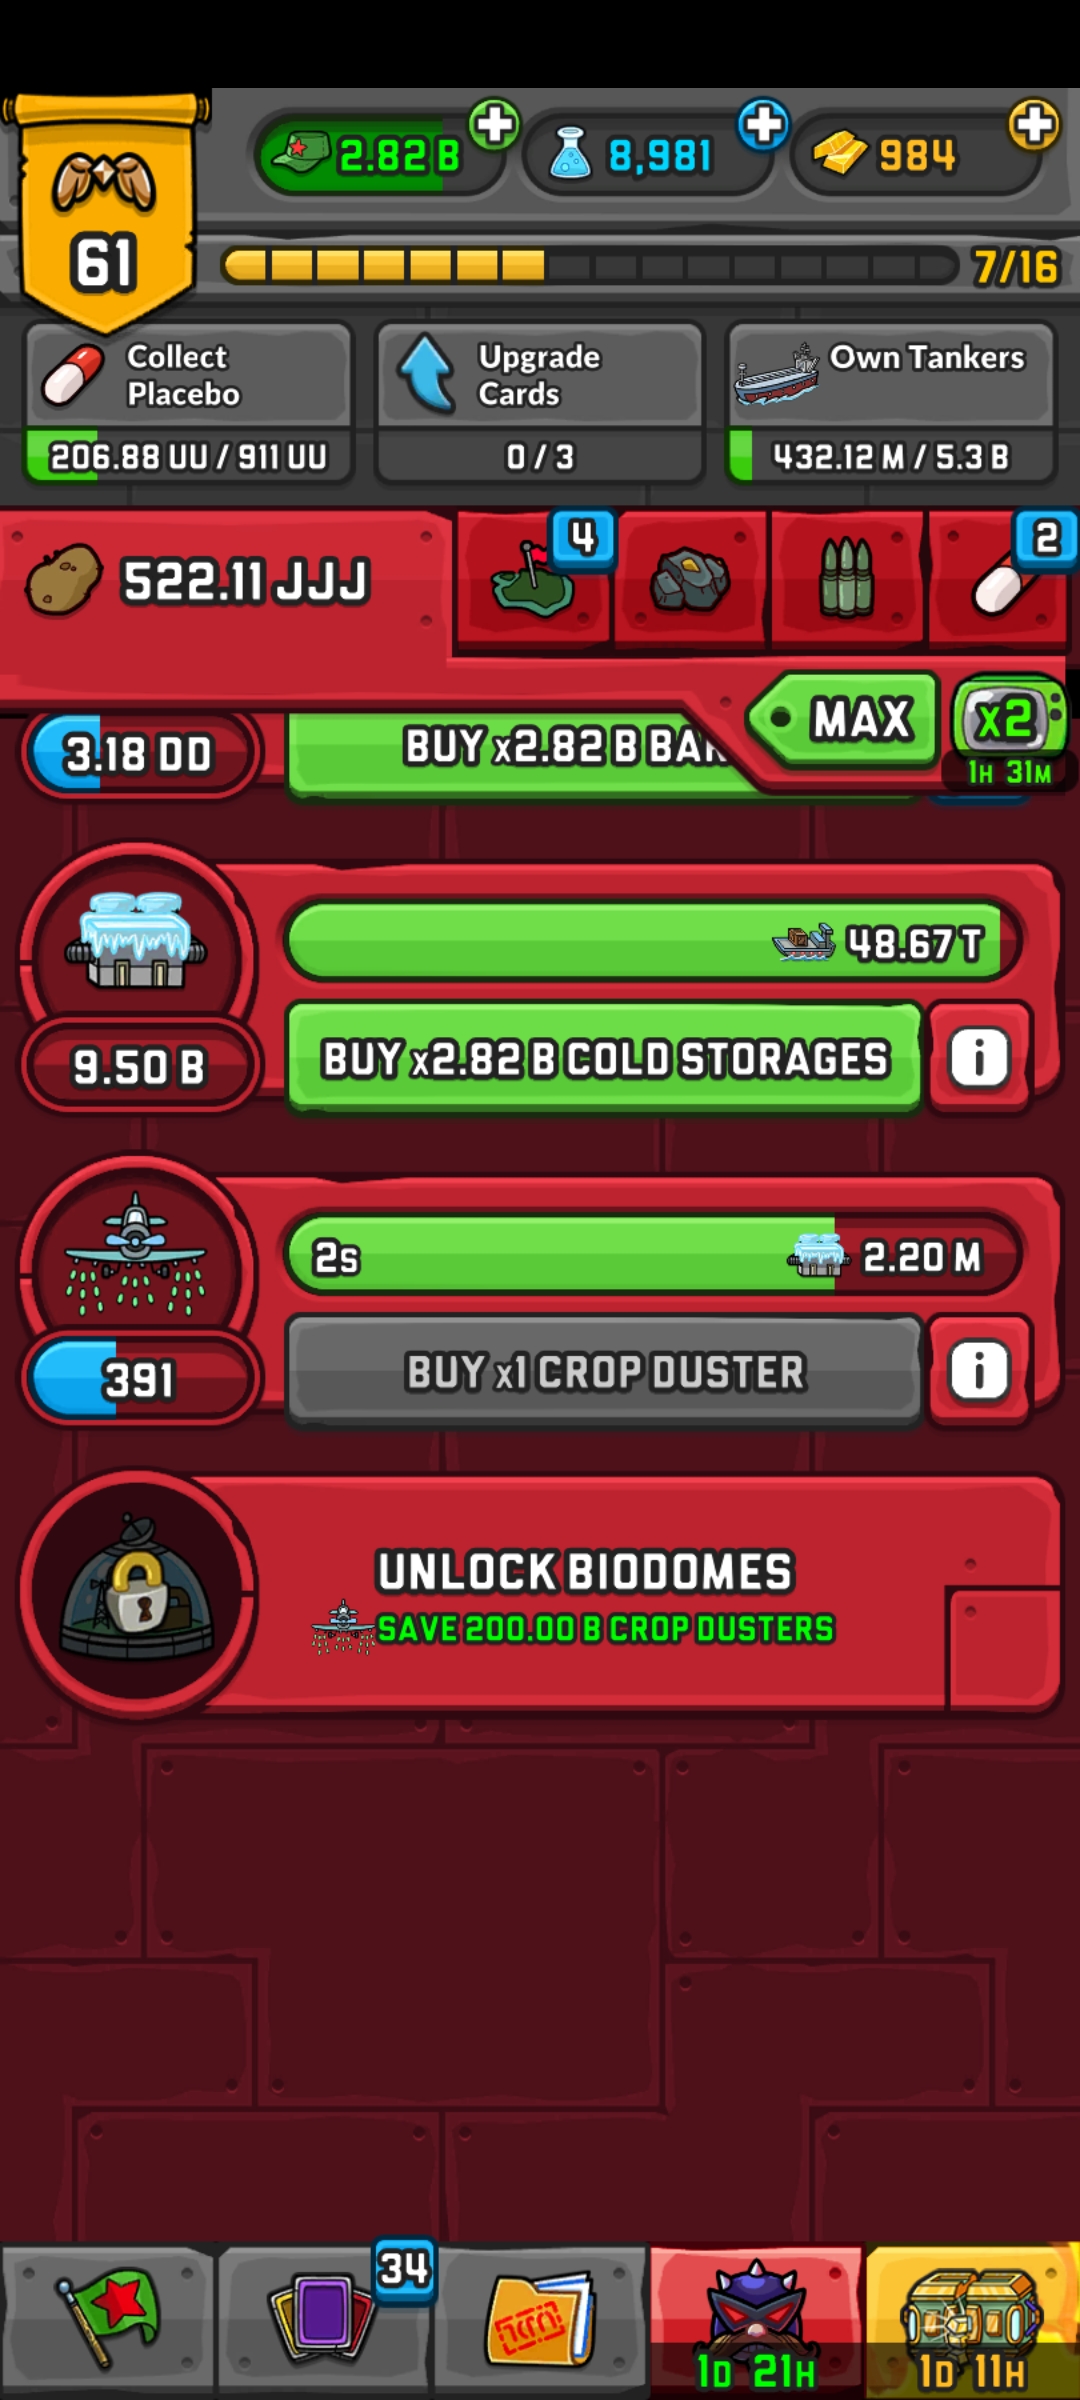 2.82 B
8,981
984
61
7/16
Collect
Placebo
206.88 UU / 911 UU
Upgrade
Cards
0 / 3
Own Tankers
432.12 M / 5.3 B
522.11 JJJ
4
2
MAX
x2
1H 31M
3.18 DD
BUY x2.82 B
48.67 T
9.50 B
BUY x2.82 B COLD STORAGES
i
2s
2.20 M
391
BUY x1 CROP DUSTER
i
UNLOCK BIODOMES
SAVE 200.00 B CROP DUSTERS
34
1D 21H
1D 11H